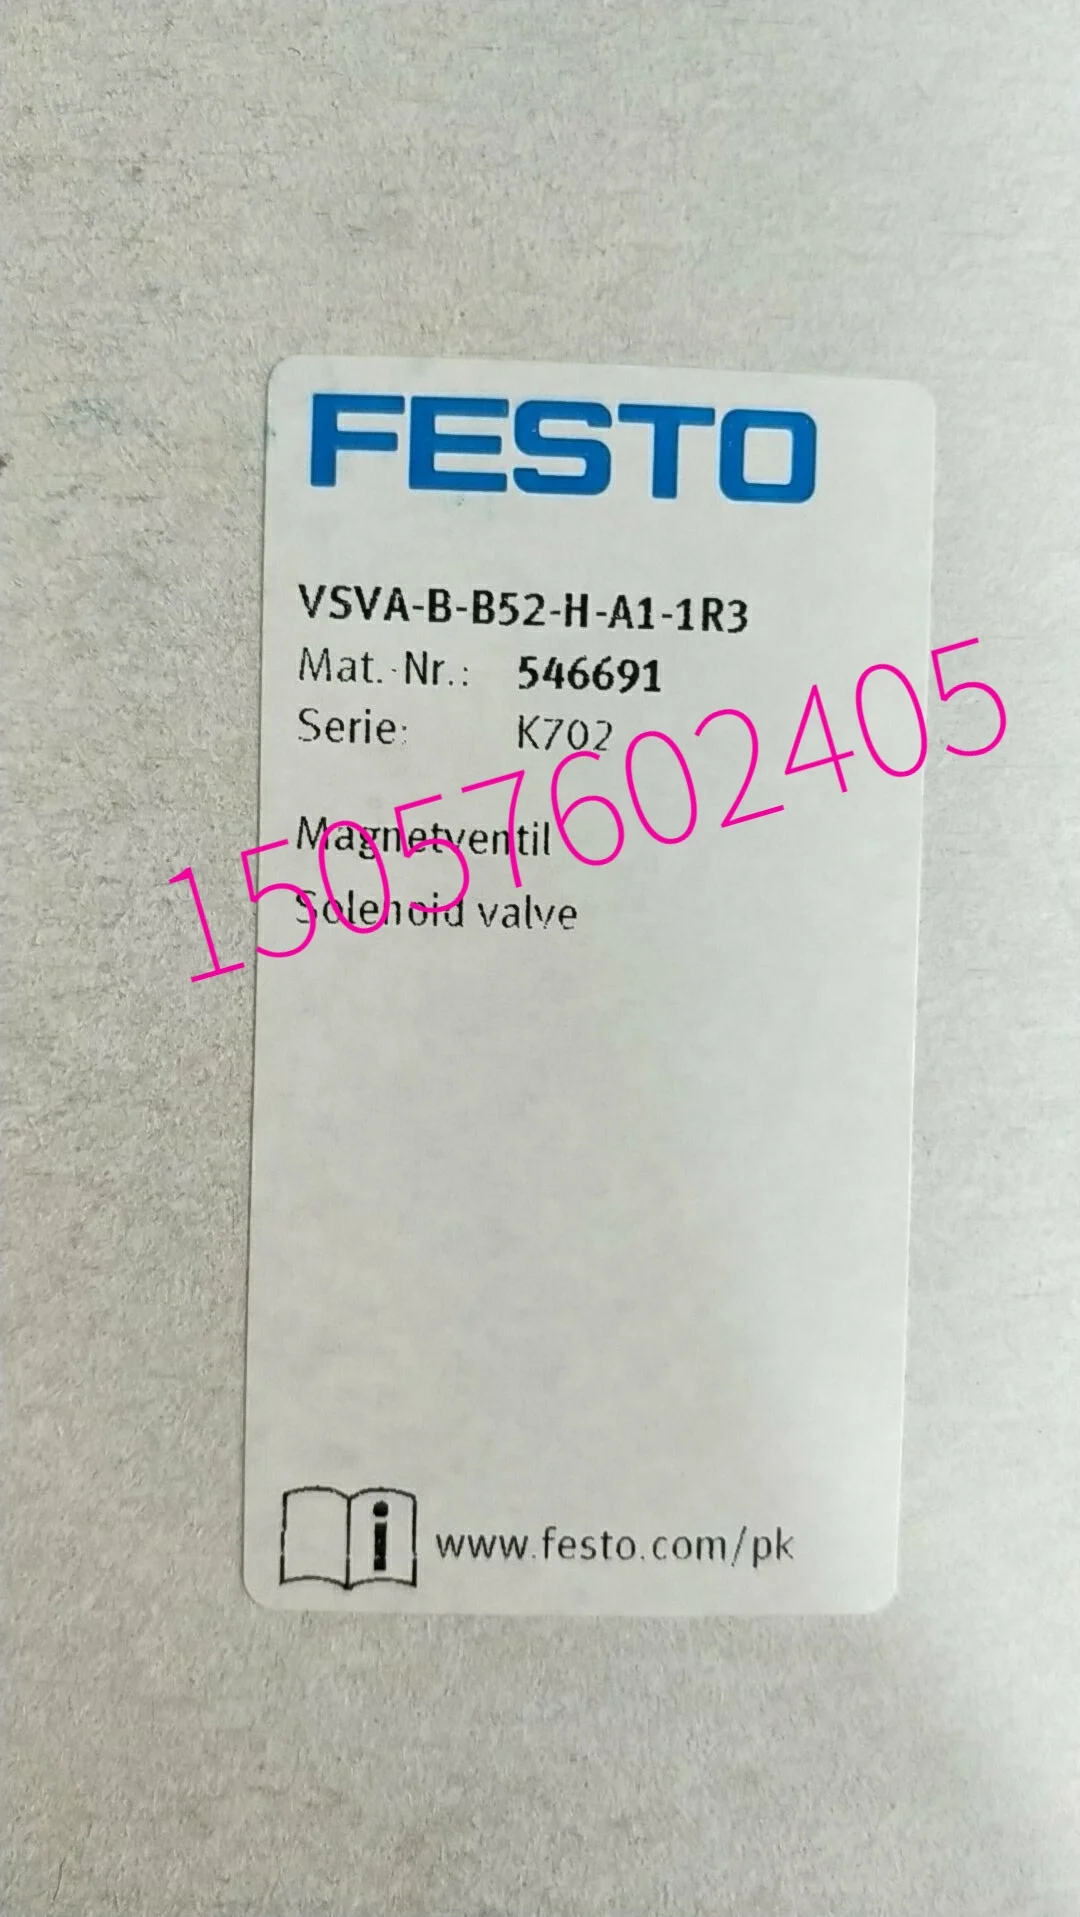 FESTO
VSVA-B-B52-H-A1-1R3
Mat.-Nr.: 546691
Serie: K702
Magnetventil
Solenoid valve
15057602405
i www.festo.com/pk